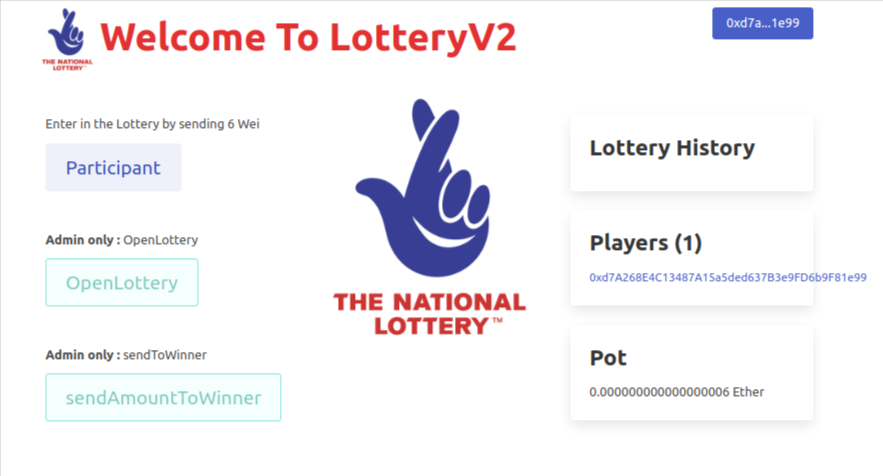 THE NATIONAL
LOTTERY™
Welcome To LotteryV2
0xd7a...1e99
Enter in the Lottery by sending 6 Wei
Participant
Admin only : OpenLottery
OpenLottery
Admin only : sendToWinner
sendAmountToWinner
THE NATIONAL
LOTTERY™
Lottery History
Players (1)
0xd7A268E4C13487A15a5ded637B3e9FD6b9F81e99
Pot
0.000000000000000006 Ether